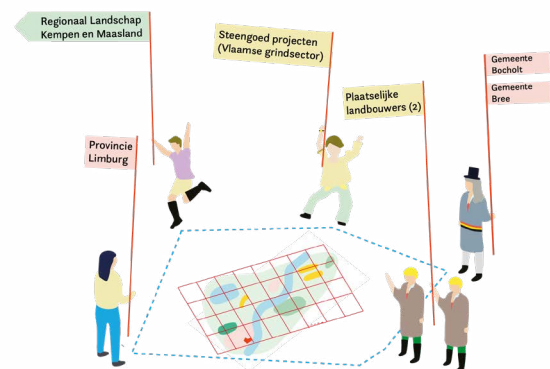 Regionaal Landschap
Kempen en Maasland
Steengoed projecten
(Vlaamse grindsector)
Gemeente
Bocholt
Gemeente
Bree
Plaatselijke
landbouwers (2)
Provincie
Limburg